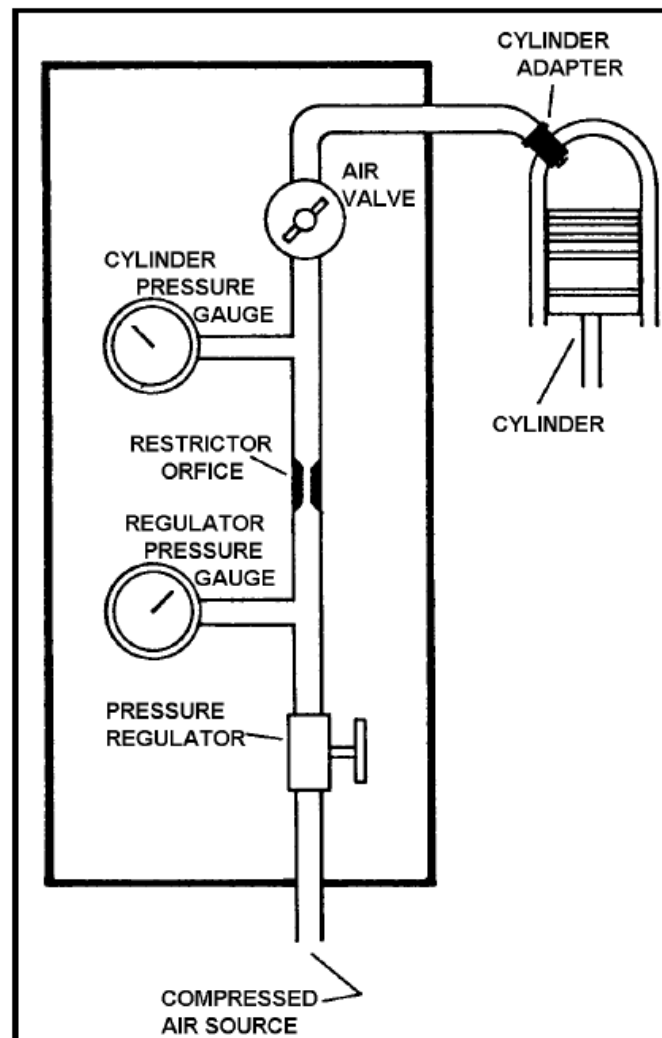 CYLINDER
ADAPTER
AIR
VALVE
CYLINDER
PRESSURE
GAUGE
CYLINDER
RESTRICTOR
ORFICE
REGULATOR
PRESSURE
GAUGE
PRESSURE
REGULATOR
COMPRESSED
AIR SOURCE